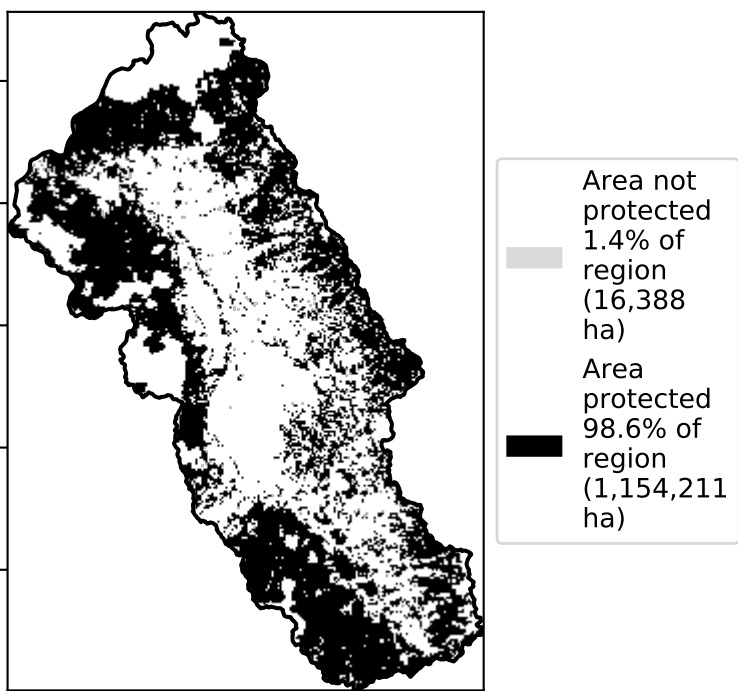 Area not
protected
1.4% of
region
(16,388
ha)
Area
protected
98.6% of
region
(1,154,211
ha)